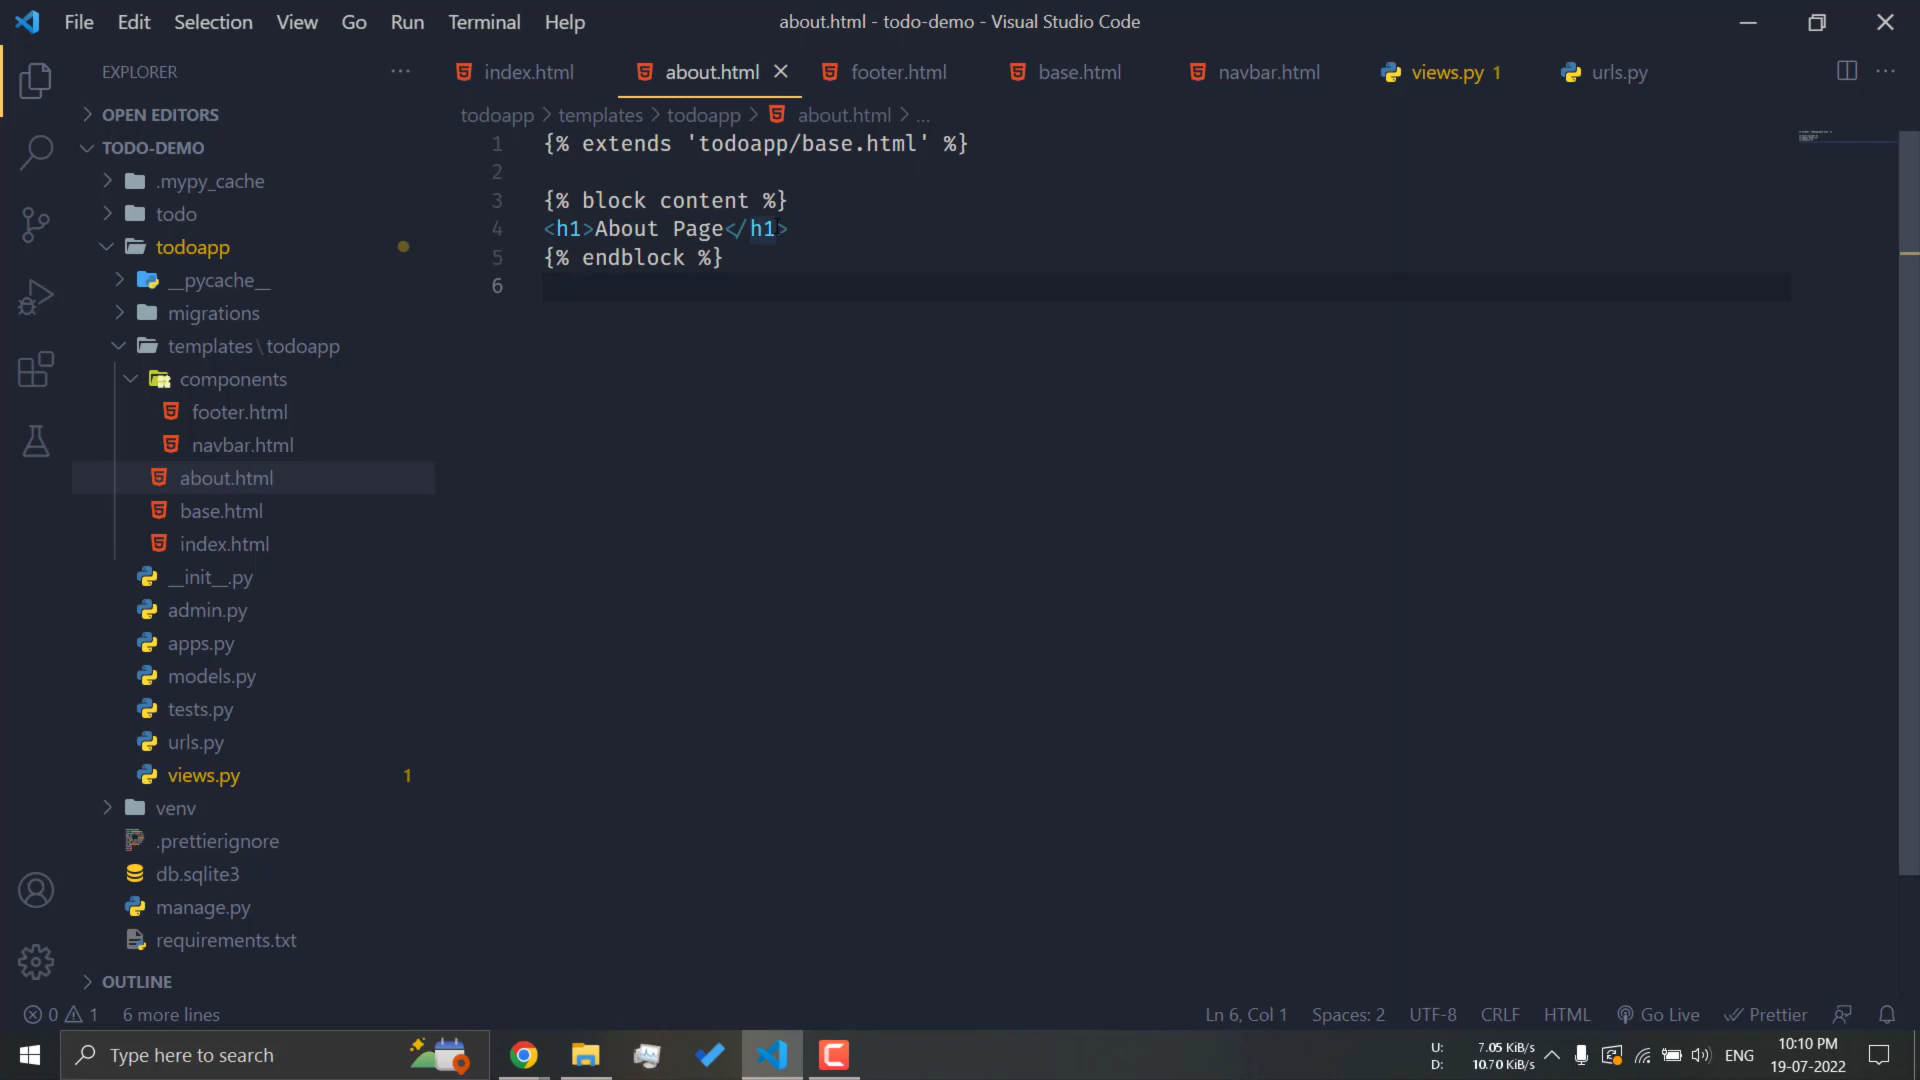 File Edit Selection View Go Run Terminal Help about.html - todo-demo - Visual Studio Code
EXPLORER
index.html about.html footer.html base.html navbar.html views.py 1 urls.py
OPEN EDITORS
todoapp > templates > todoapp > about.html > ...
TODO-DEMO
.mypy_cache
todo
todoapp
__pycache__
migrations
templates\todoapp
components
footer.html
navbar.html
about.html
base.html
index.html
__init__.py
admin.py
apps.py
models.py
tests.py
urls.py
views.py 1
venv
.prettierignore
db.sqlite3
manage.py
requirements.txt
OUTLINE
1 {% extends 'todoapp/base.html' %}
2
3 {% block content %}
4 <h1>About Page</h1>
5 {% endblock %}
6
0 1 6 more lines Ln 6, Col 1 Spaces: 2 UTF-8 CRLF HTML Go Live Prettier
Type here to search
U: 7.05 KiB/s
D: 10.70 KiB/s
ENG
10:10 PM
19-07-2022